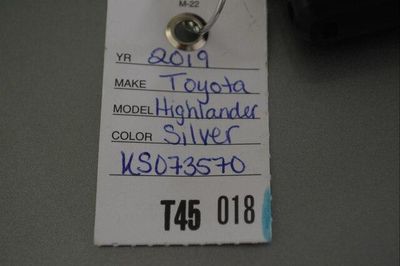 M-22
YR 2019
MAKE Toyota
MODEL Highlander
COLOR Silver
KS073570
T45 018